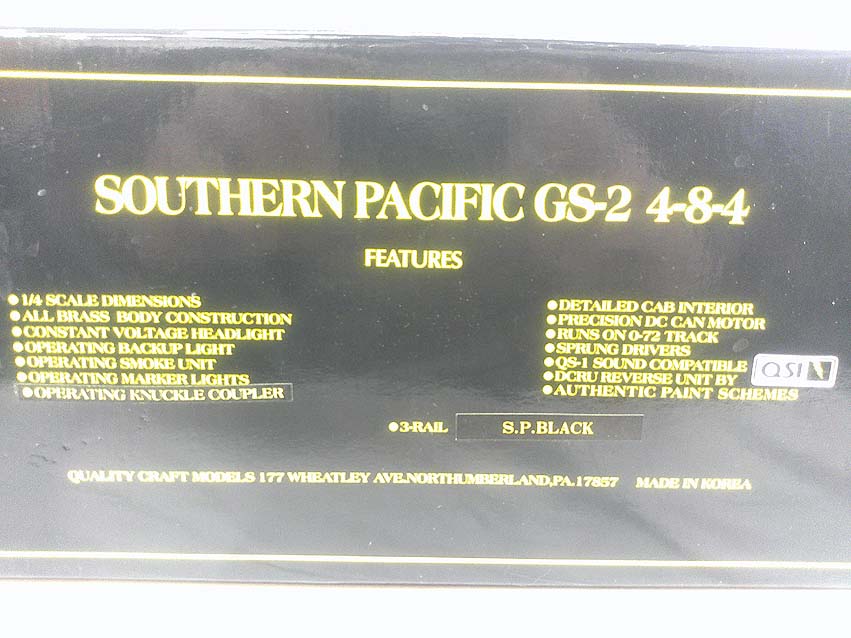 SOUTHERN PACIFIC GS-2 4-8-4
FEATURES
● 1/4 SCALE DIMENSIONS
● ALL BRASS BODY CONSTRUCTION
● CONSTANT VOLTAGE HEADLIGHT
● OPERATING BACKUP LIGHT
● OPERATING SMOKE UNIT
● OPERATING MARKER LIGHTS
● OPERATING KNUCKLE COUPLER
● DETAILED CAB INTERIOR
● PRECISION DC CAN MOTOR
● RUNS ON 0-72 TRACK
● SPRUNG DRIVERS
● QS-1 SOUND COMPATIBLE
● DCRU REVERSE UNIT BY QSI
● AUTHENTIC PAINT SCHEMES
● 3-RAIL S.P.BLACK
QUALITY CRAFT MODELS 177 WHEATLEY AVE.NORTHUMBERLAND,PA.17857 MADE IN KOREA